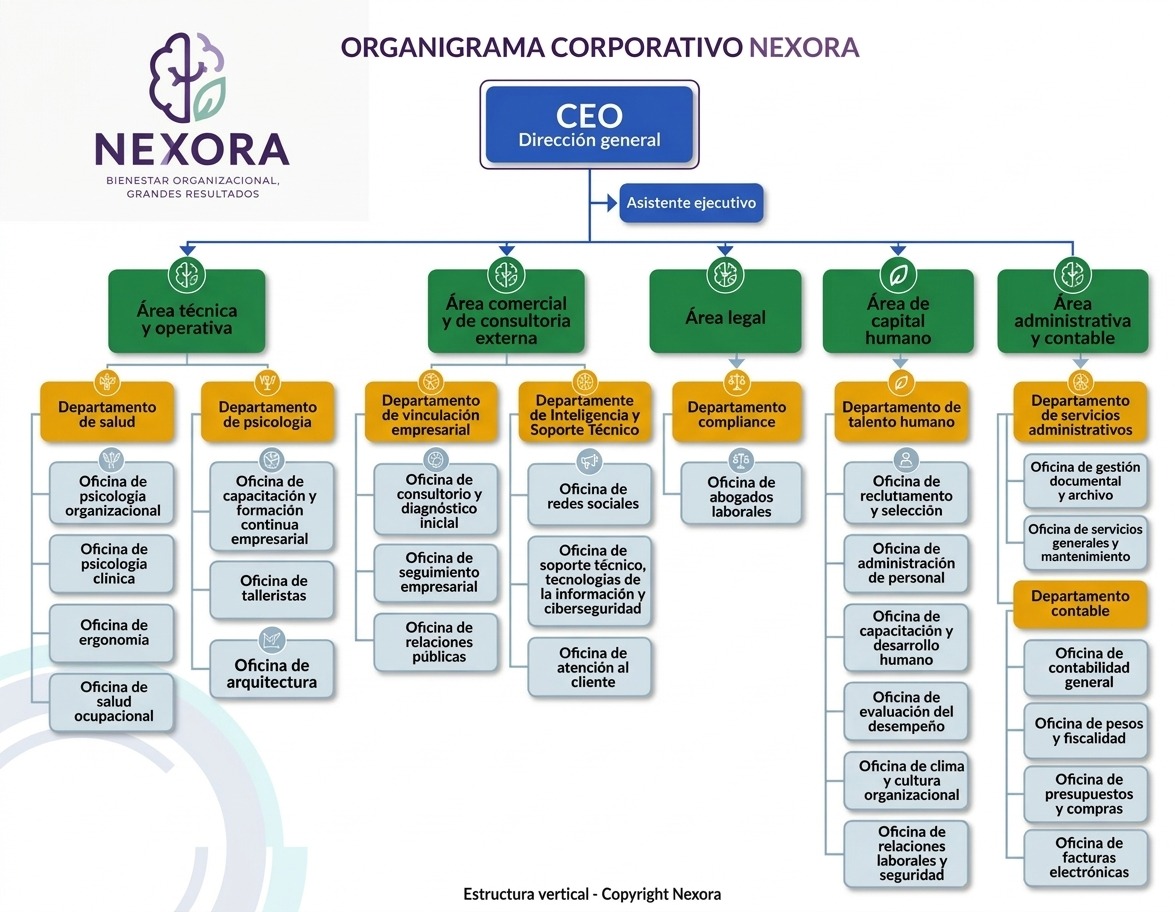 ORGANIGRAMA CORPORATIVO NEXORA
NEXORA
BIENESTAR ORGANIZACIONAL,
GRANDES RESULTADOS
CEO
Dirección general
Asistente ejecutivo
Área técnica
y operativa
Área comercial
y de consultoria
externa
Área legal
Área de
capital
humano
Área
administrativa
y contable
Departamento
de salud
Departamento
de psicologia
Departamento
de vinculación
empresarial
Departamente
de Inteligencia y
Soporte Técnico
Departamento
compliance
Departamento de
talento humano
Departamento
de servicios
administrativos
Oficina de
psicología
organizacional
Oficina de
psicologia
clínica
Oficina de
ergonomia
Oficina de
salud
ocupacional
Oficina de
capacitación y
formación
continua
empresarial
Oficina de
talleristas
Oficina de
arquitectura
Oficina de
consultorio y
diagnóstico
inicial
Oficina de
seguimiento
empresarial
Oficina de
relaciones
públicas
Oficina de
redes sociales
Oficina de
soporte técnico,
tecnologias de
la información y
ciberseguridad
Oficina de
atención al
cliente
Oficina de
abogados
laborales
Oficina de
reclutamiento
y selección
Oficina de
administración
de personal
Oficina de
capacitación y
desarrollo
humano
Oficina de
evaluación del
desempeño
Oficina de clima
y cultura
organizacional
Oficina de
relaciones
laborales y
seguridad
Oficina de gestión
documental
y archivo
Oficina de servicios
generales y
mantenimiento
Departamento
contable
Oficina de
contabilidad
general
Oficina de pesos
y fiscalidad
Oficina de
presupuestos
y compras
Oficina de
facturas
electrónicas
Estructura vertical - Copyright Nexora